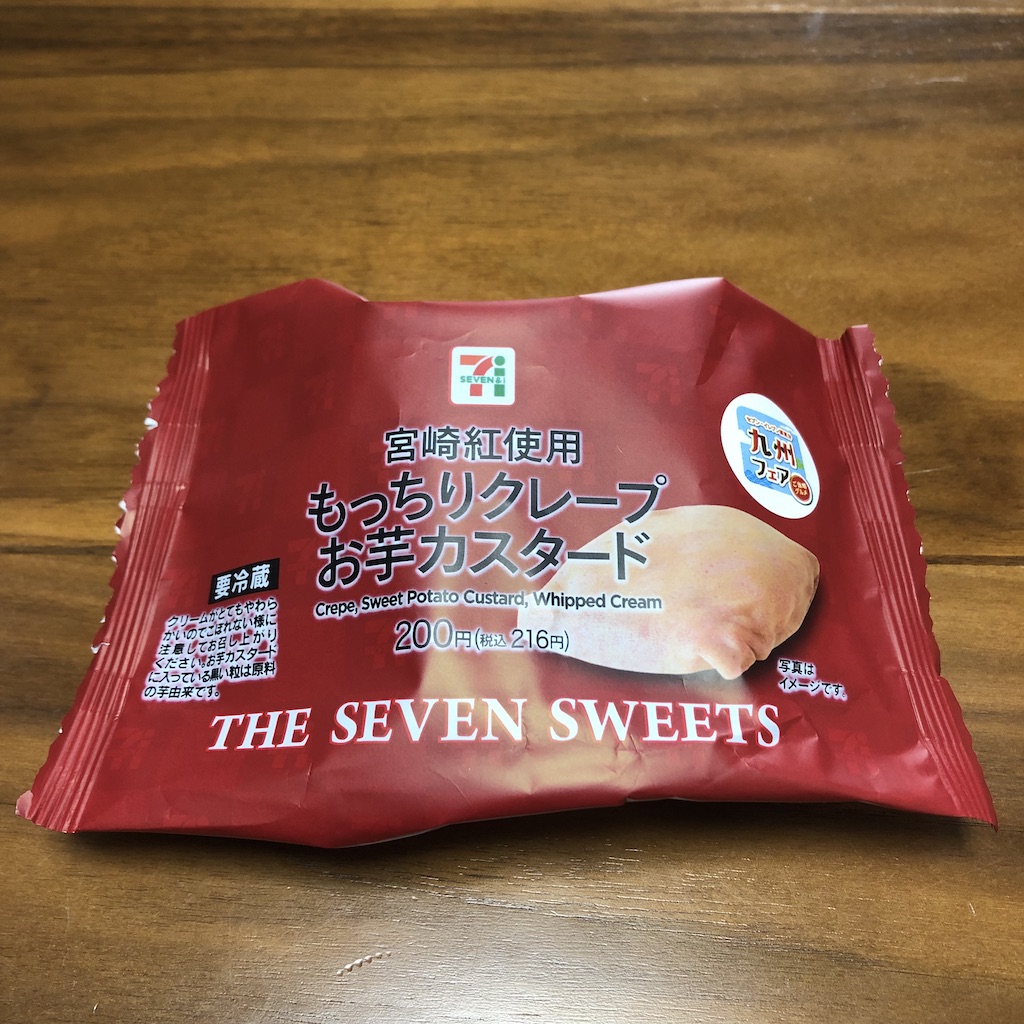 SEVEN & i
宮崎紅使用
もっちりクレープ
お芋カスタード
Crepe, Sweet Potato Custard, Whipped Cream
200円(税込 216円)
九州
フェア
ご当地
グルメ
要冷蔵
クリームがとてもやわら
かいのでこぼれない様に
注意してお召し上がり
ください。お芋カスタード
に入っている黒い粒は原料
の芋由来です。
写真は
イメージです。
THE SEVEN SWEETS